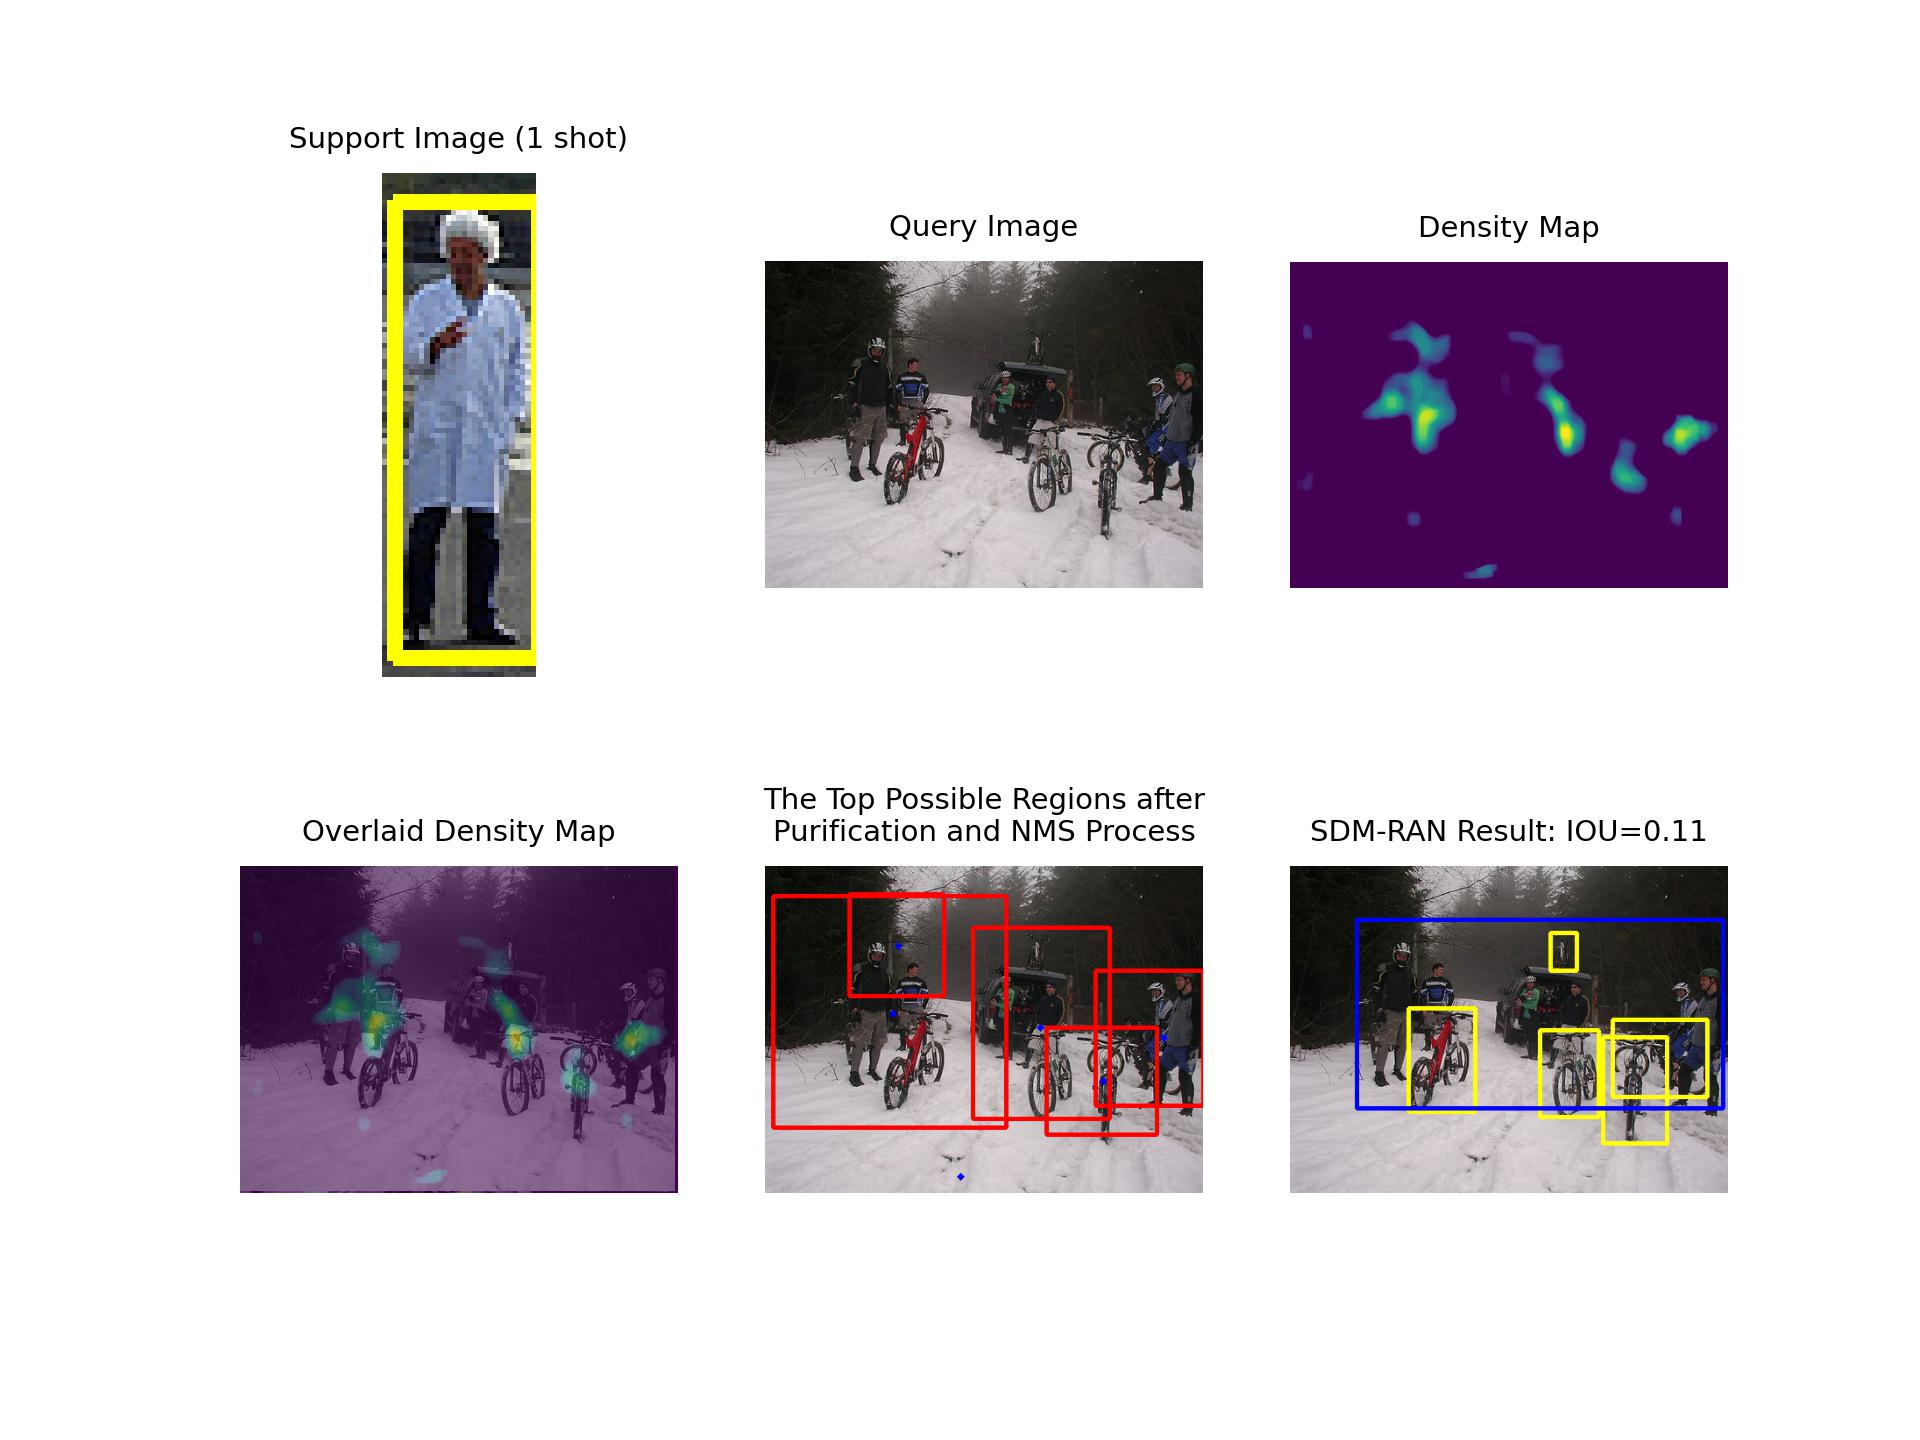 Support Image (1 shot)
Query Image
Density Map
Overlaid Density Map
The Top Possible Regions after
Purification and NMS Process
SDM-RAN Result: IOU=0.11